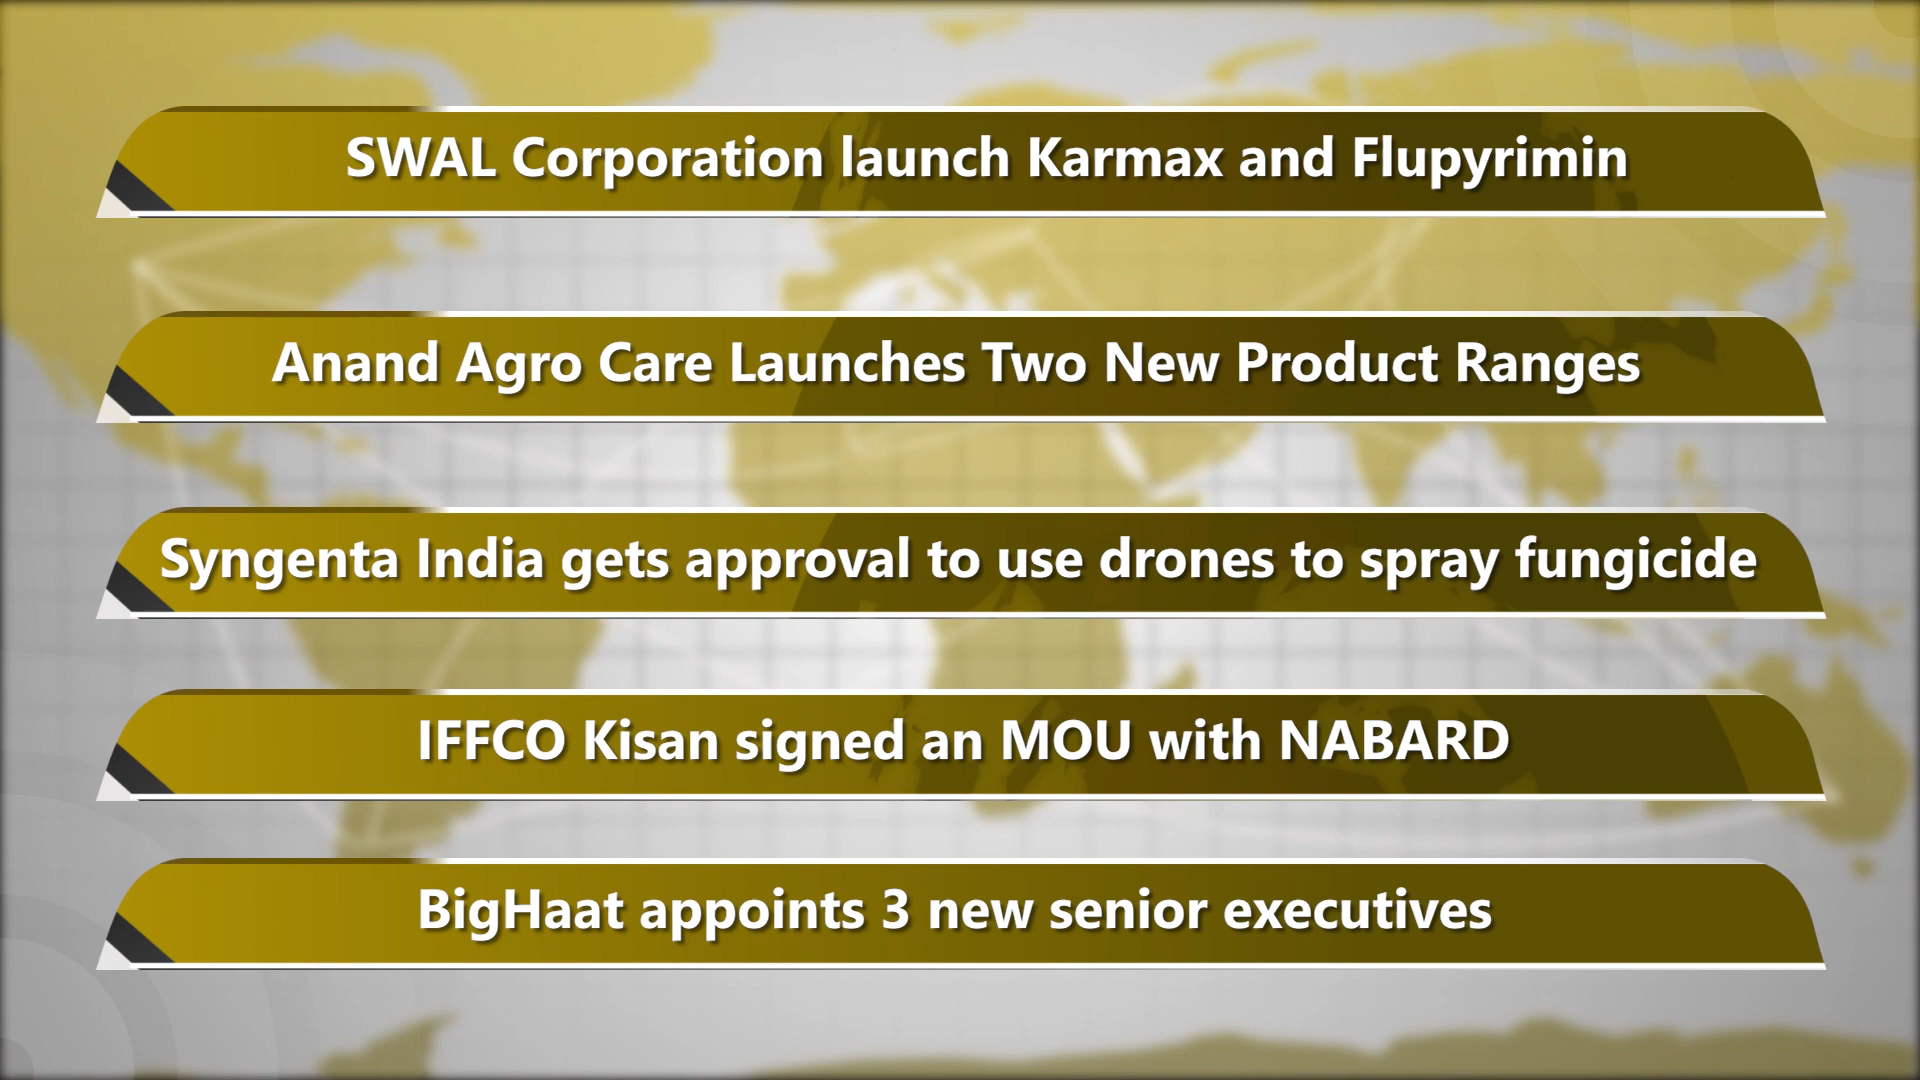 SWAL Corporation launch Karmax and Flupyrimin
Anand Agro Care Launches Two New Product Ranges
Syngenta India gets approval to use drones to spray fungicide
IFFCO Kisan signed an MOU with NABARD
BigHaat appoints 3 new senior executives